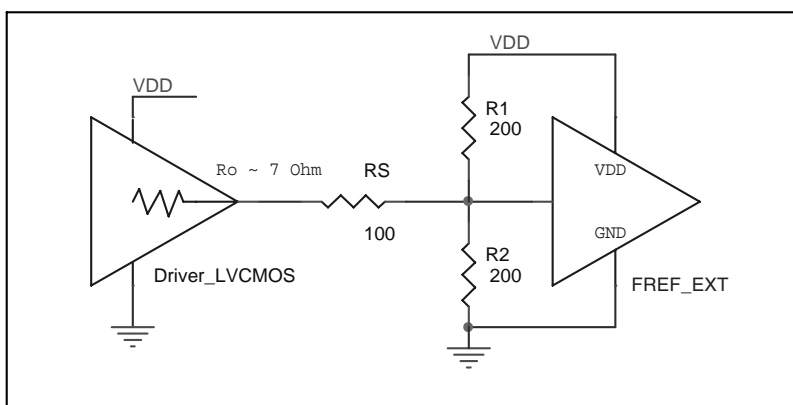 VDD
VDD
R1
200
Ro ~ 7 Ohm
RS
VDD
100
GND
R2
200
Driver_LVCMOS
FREF_EXT